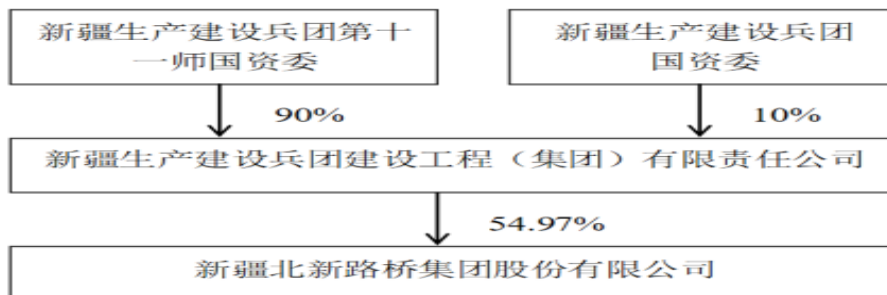 新疆生产建设兵团第十
一师国资委
新疆生产建设兵团
国资委
90%
10%
新疆生产建设兵团建设工程（集团）有限责任公司
54.97%
新疆北新路桥集团股份有限公司